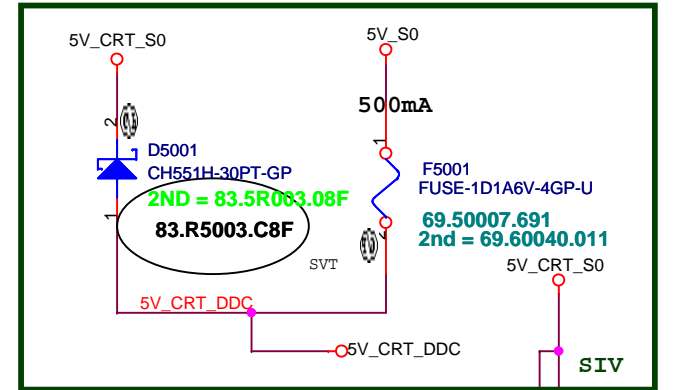 5V_CRT_S0
5V_S0
500mA
2
1
D5001
CH551H-30PT-GP
F5001
FUSE-1D1A6V-4GP-U
2ND = 83.5R003.08F
83.R5003.C8F
1
69.50007.691
2nd = 69.60040.011
2
SVT
5V_CRT_S0
5V_CRT_DDC
5V_CRT_DDC
SIV